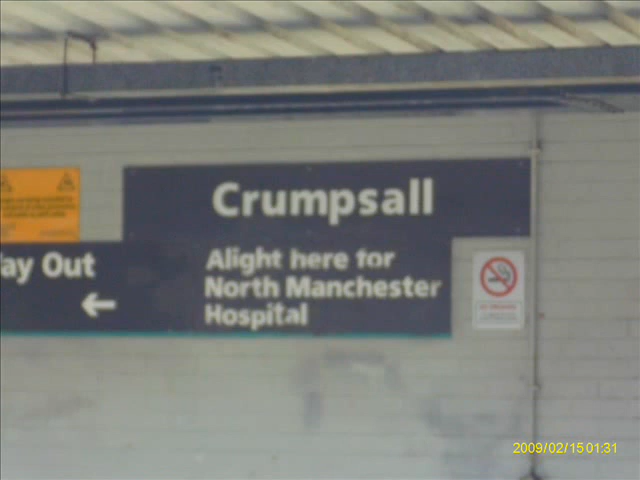 Crumpsall
ay Out
Alight here for
North Manchester
Hospital
2009/02/15 01:31